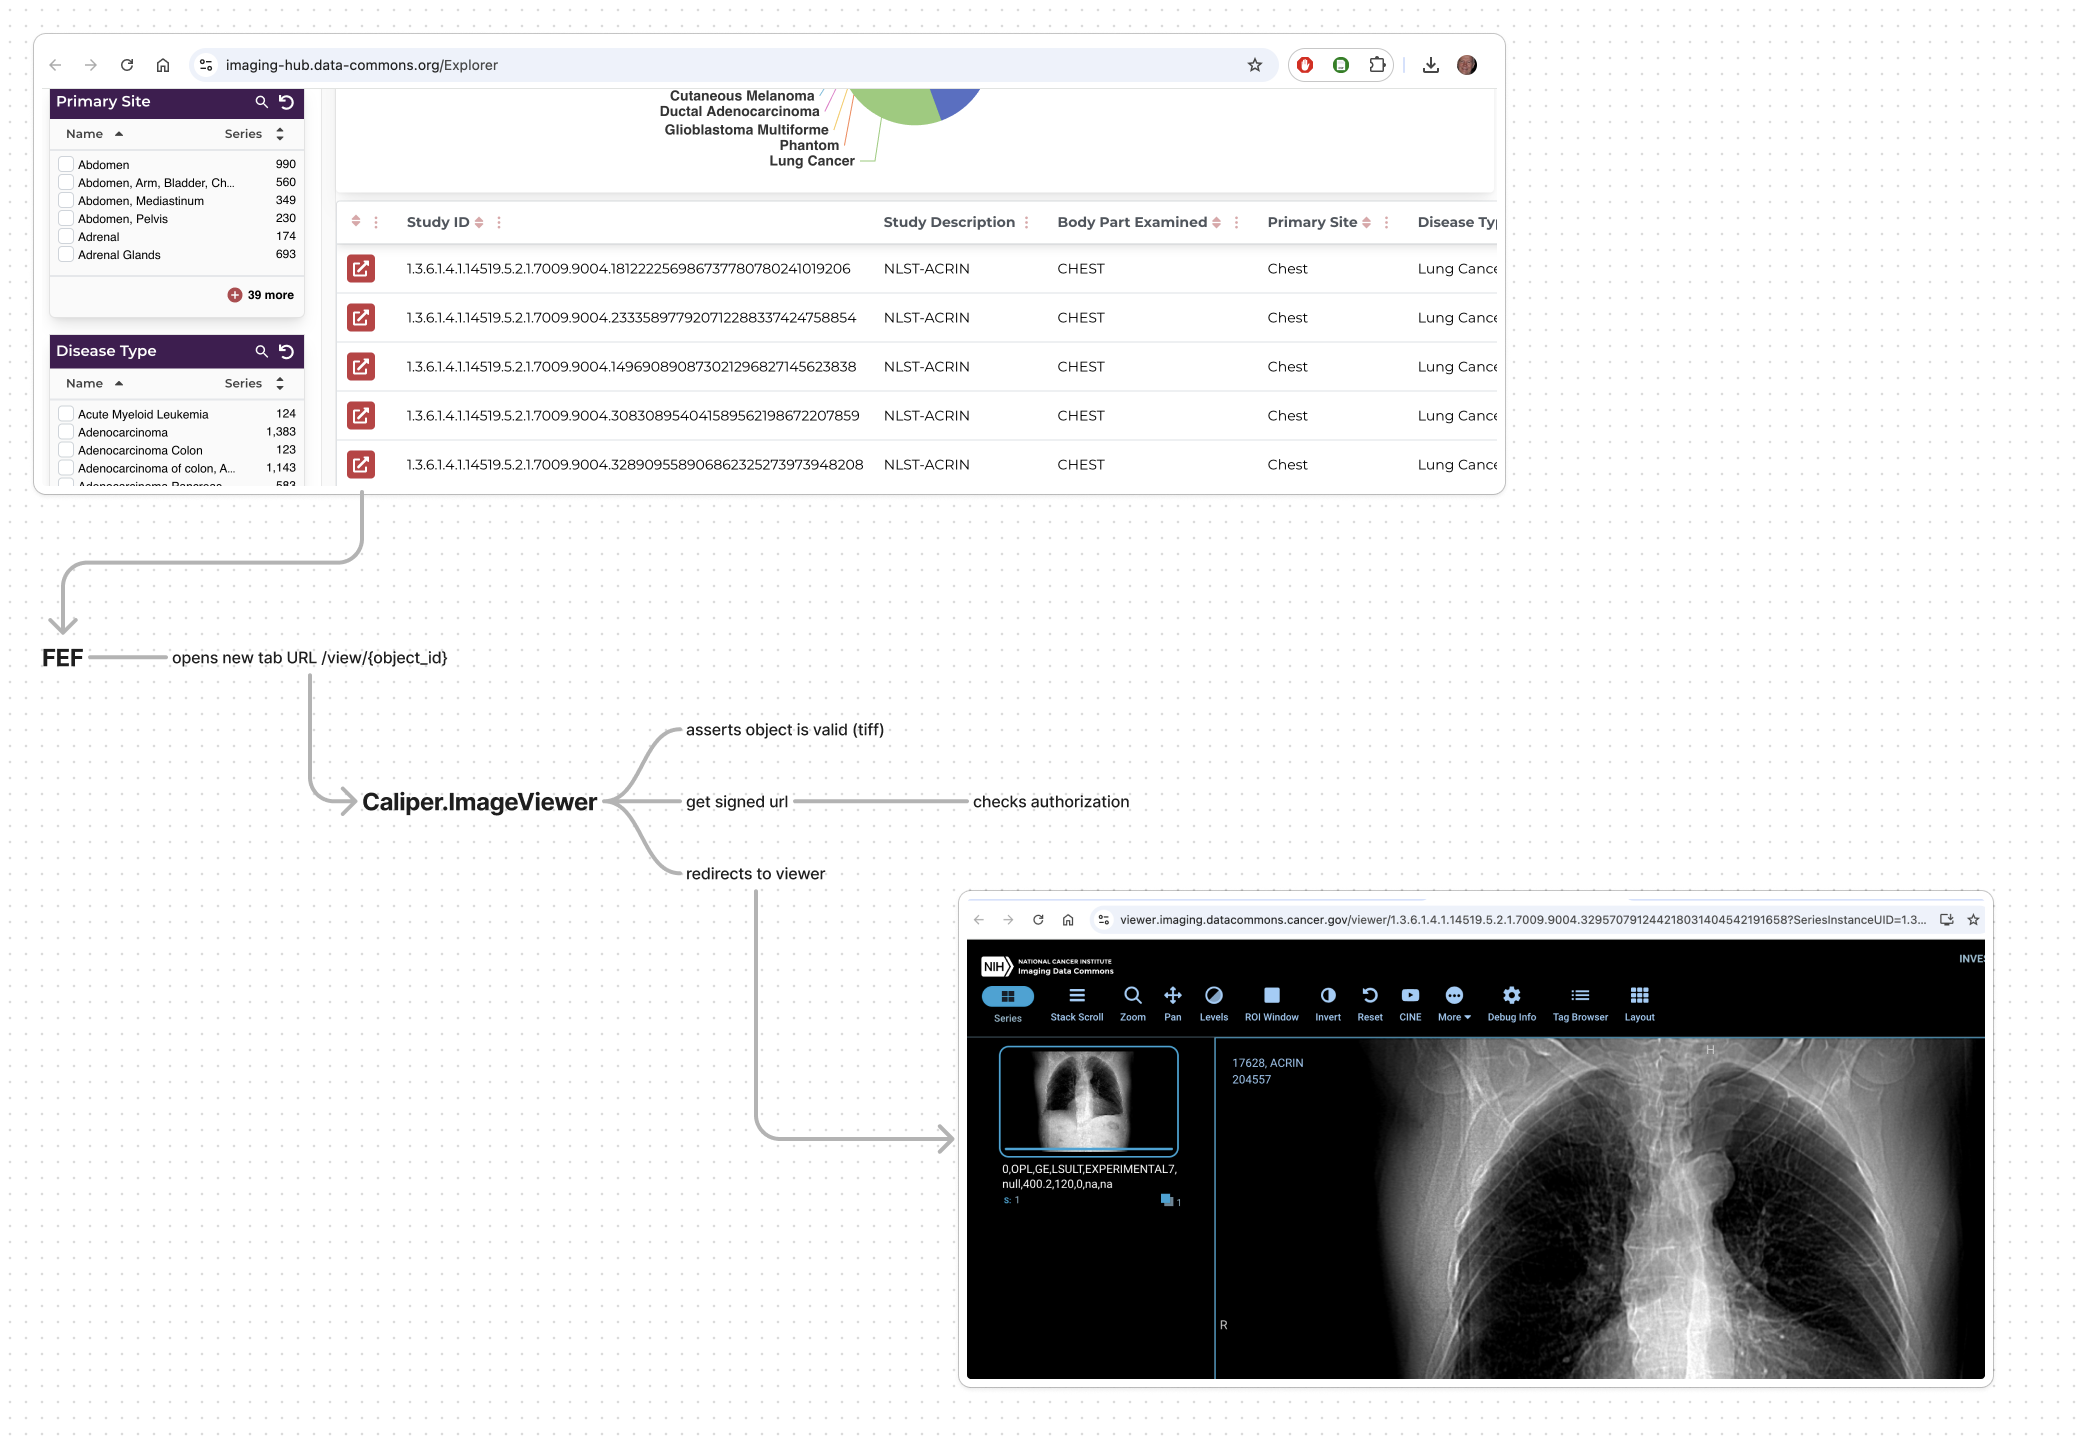 imaging-hub.data-commons.org/Explorer
Primary Site
Name Series
Abdomen 990
Abdomen, Arm, Bladder, Ch... 560
Abdomen, Mediastinum 349
Abdomen, Pelvis 230
Adrenal 174
Adrenal Glands 693
39 more
Disease Type
Name Series
Acute Myeloid Leukemia 124
Adenocarcinoma 1,383
Adenocarcinoma Colon 123
Adenocarcinoma of colon, A... 1,143
Adenocarcinoma Pancreas 583
Cutaneous Melanoma
Ductal Adenocarcinoma
Glioblastoma Multiforme
Phantom
Lung Cancer
Study ID Study Description Body Part Examined Primary Site Disease Ty
1.3.6.1.4.1.14519.5.2.1.7009.9004.181222256986737780780241019206 NLST-ACRIN CHEST Chest Lung Cance
1.3.6.1.4.1.14519.5.2.1.7009.9004.233358977920712288337424758854 NLST-ACRIN CHEST Chest Lung Cance
1.3.6.1.4.1.14519.5.2.1.7009.9004.149690890873021296827145623838 NLST-ACRIN CHEST Chest Lung Cance
1.3.6.1.4.1.14519.5.2.1.7009.9004.308308954041589562198672207859 NLST-ACRIN CHEST Chest Lung Cance
1.3.6.1.4.1.14519.5.2.1.7009.9004.328909558906862325273973948208 NLST-ACRIN CHEST Chest Lung Cance
FEF opens new tab URL /view/{object_id}
asserts object is valid (tiff)
Caliper.ImageViewer get signed url checks authorization
redirects to viewer
viewer.imaging.datacommons.cancer.gov/viewer/1.3.6.1.4.1.14519.5.2.1.7009.9004.329570791244218031404542191658?SeriesInstanceUID=1.3...
NIH NATIONAL CANCER INSTITUTE
Imaging Data Commons
INVES
Series Stack Scroll Zoom Pan Levels ROI Window Invert Reset CINE More Debug Info Tag Browser Layout
0,OPL,GE,LSULT,EXPERIMENTAL7,
null,400.2,120,0,na,na
S: 1 1
17628, ACRIN
204557
H
R